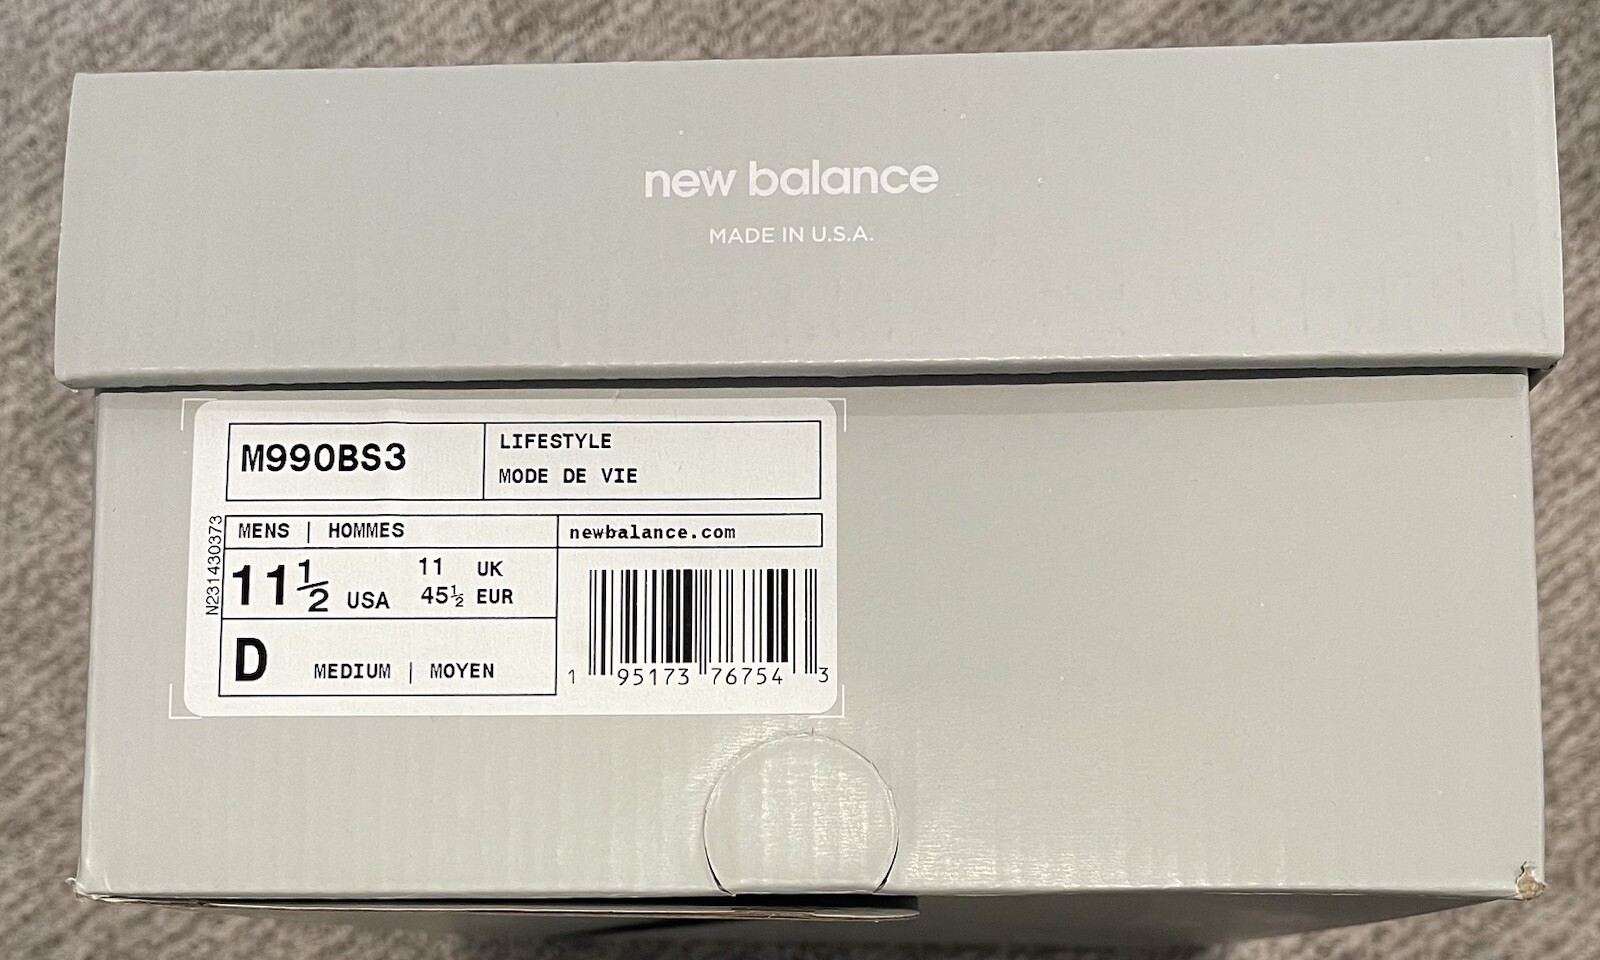 new balance
MADE IN U.S.A.
M990BS3
LIFESTYLE
MODE DE VIE
N231430373
MENS | HOMMES
newbalance.com
11½ USA
11 UK
45½ EUR
D MEDIUM | MOYEN
1 95173 76754 3